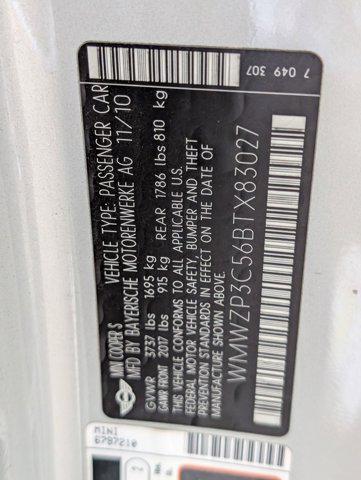 7 049 307
MINI COOPER S
VEHICLE TYPE: PASSENGER CAR
MFD BY BAYERISCHE MOTORENWERKE AG 11/10
GVWR 3737 lbs 1695 kg
GAWR FRONT 2017 lbs 915 kg REAR 1786 lbs 810 kg
THIS VEHICLE CONFORMS TO ALL APPLICABLE U.S.
FEDERAL MOTOR VEHICLE SAFETY, BUMPER AND THEFT
PREVENTION STANDARDS IN EFFECT ON THE DATE OF
MANUFACTURE SHOWN ABOVE.
WMWZP3C56BTX83027
MINI
6787210